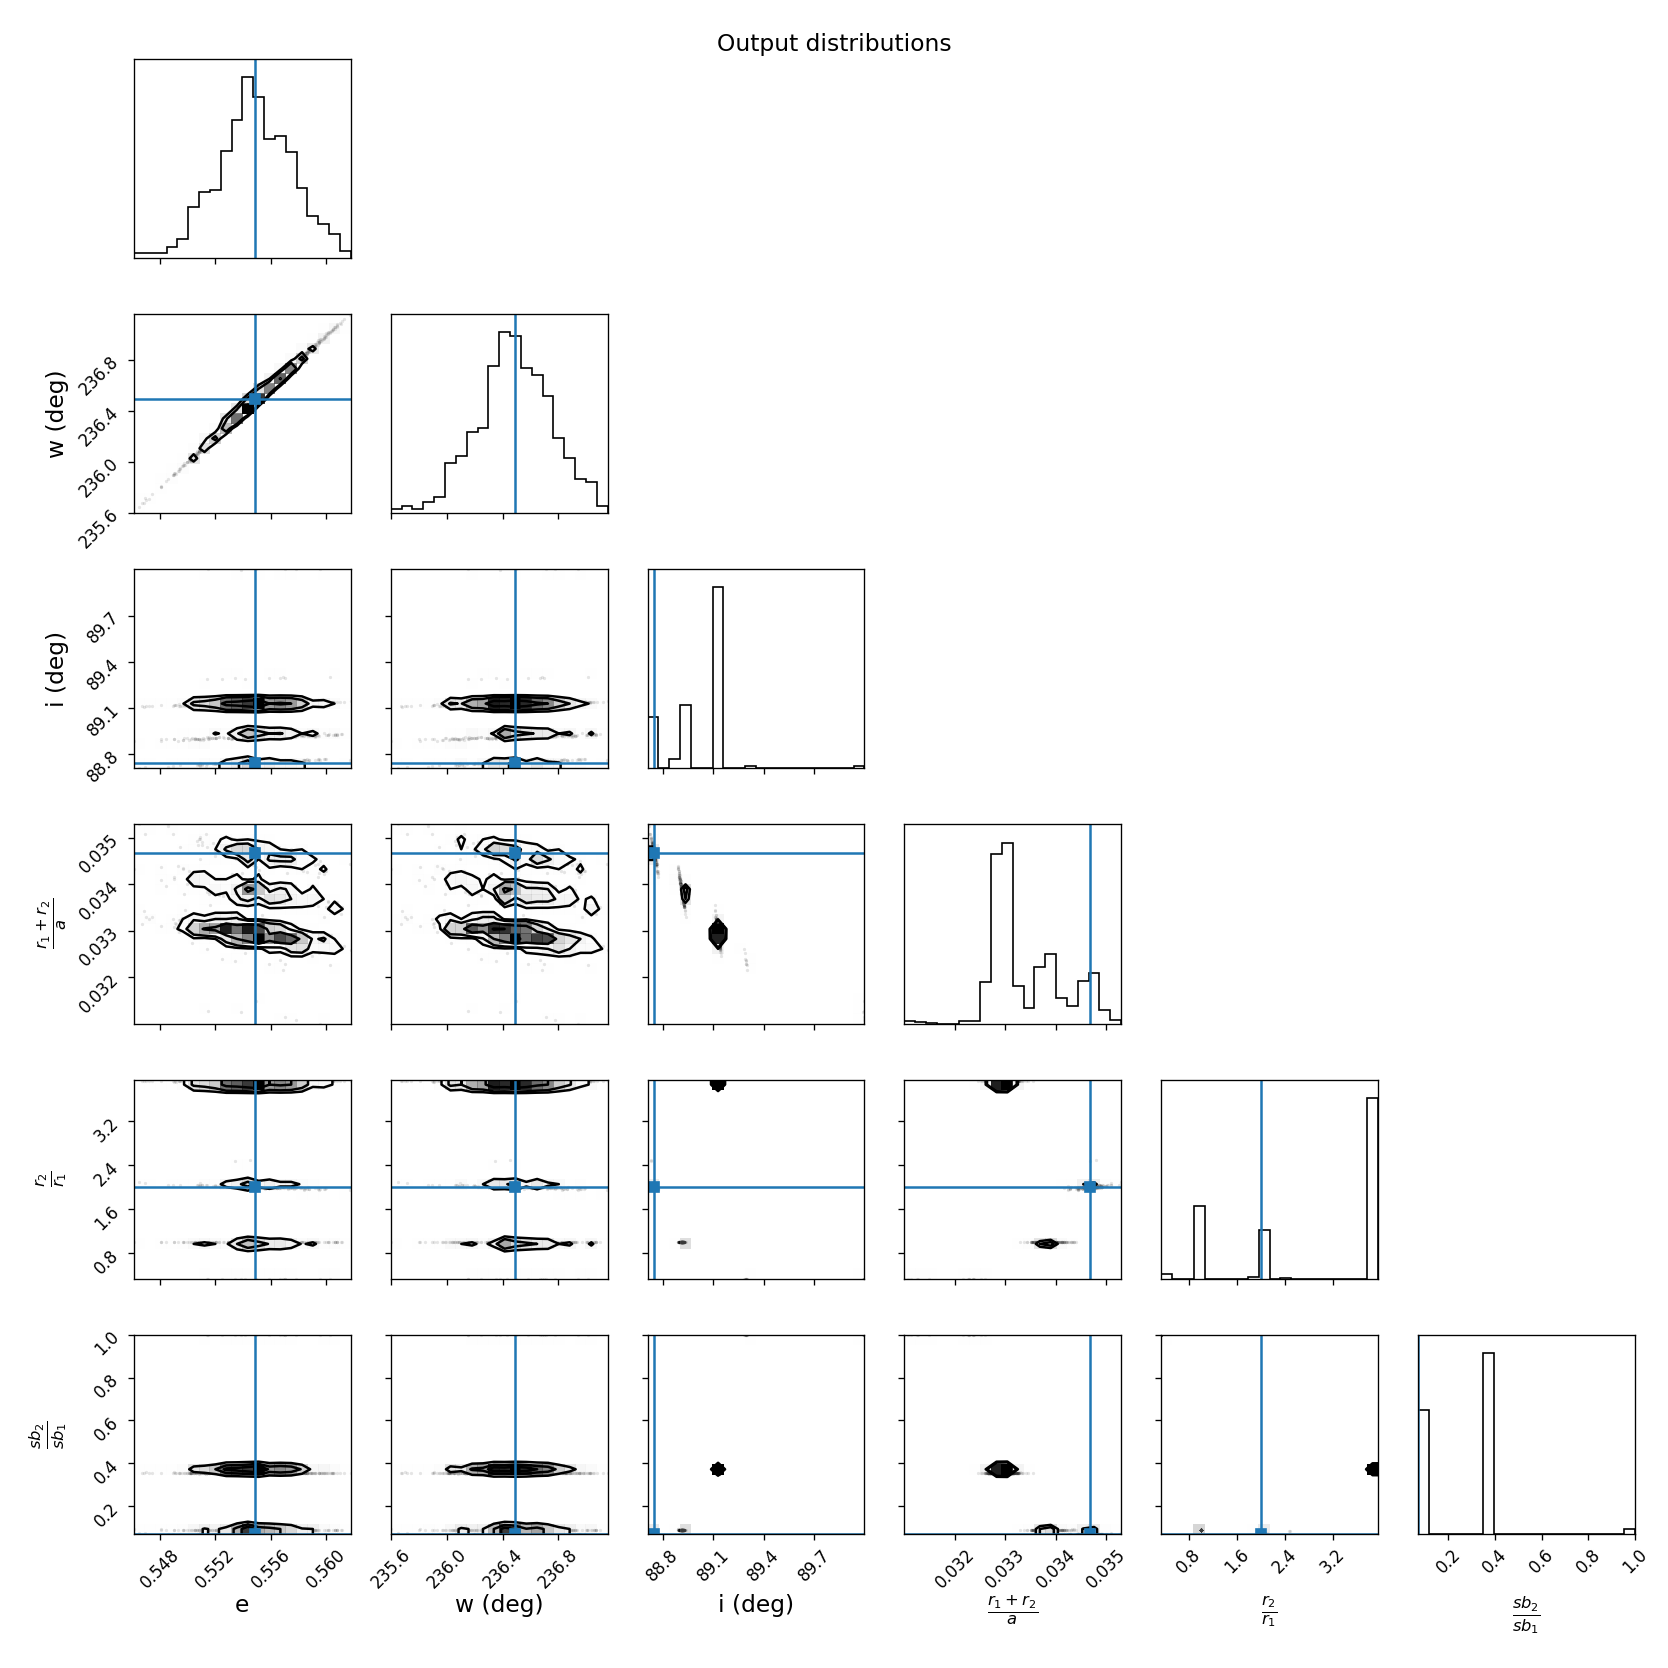 Output distributions
w (deg)
236.8
236.4
236.0
235.6
i (deg)
89.7
89.4
89.1
88.8
r₁ + r₂ / a
0.035
0.034
0.033
0.032
r₂ / r₁
3.2
2.4
1.6
0.8
sb₂ / sb₁
1.0
0.8
0.6
0.4
0.2
0.548 0.552 0.556 0.560
235.6 236.0 236.4 236.8
88.8 89.1 89.4 89.7
0.032 0.033 0.034 0.035
0.8 1.6 2.4 3.2
0.2 0.4 0.6 0.8 1.0
e
w (deg)
i (deg)
r₁ + r₂ / a
r₂ / r₁
sb₂ / sb₁